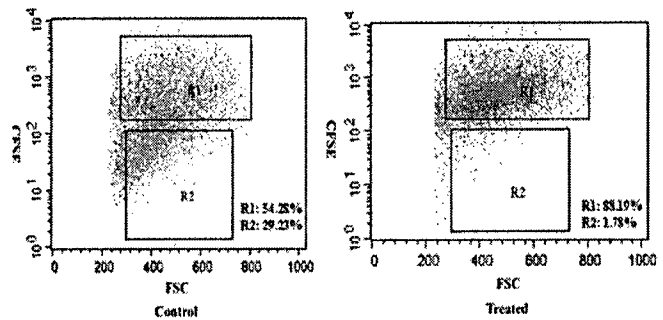 10^4
10^3
10^2
10^1
10^0
CFSE
R1
R2
R1: 54.28%
R2: 29.23%
0 200 400 600 800 1000
FSC
Control
10^4
10^3
10^2
10^1
10^0
CFSE
R1
R2
R1: 88.19%
R2: 1.78%
0 200 400 600 800 1000
FSC
Treated